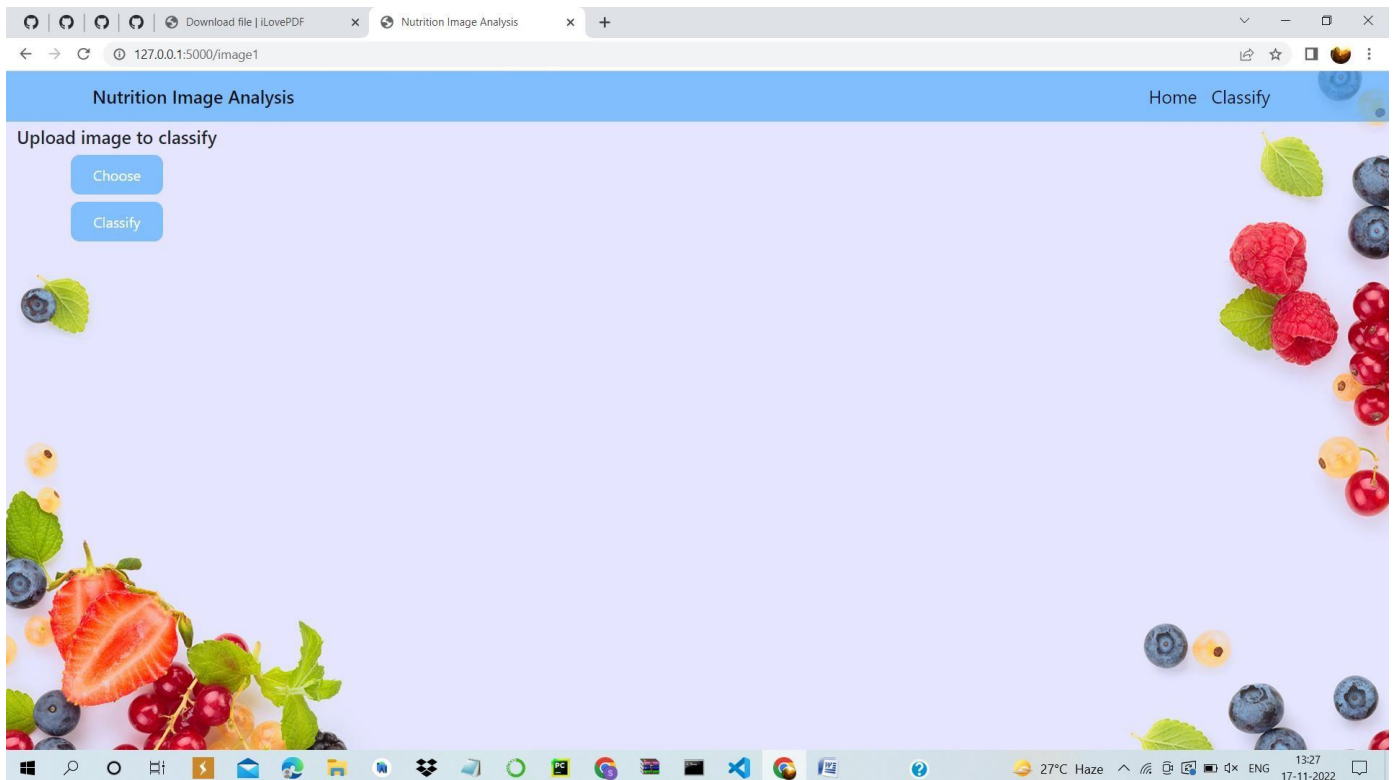 Download file | iLovePDF
Nutrition Image Analysis
127.0.0.1:5000/image1
Nutrition Image Analysis
Home Classify
Upload image to classify
Choose
Classify
27°C Haze
ENG
13:27
17-11-2022